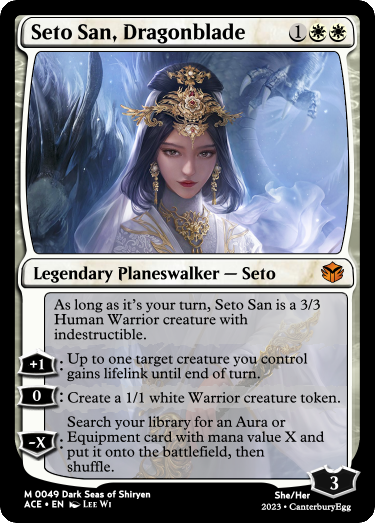 Seto San, Dragonblade 1
Legendary Planeswalker — Seto
As long as it's your turn, Seto San is a 3/3
Human Warrior creature with
indestructible.
+1 : Up to one target creature you control
gains lifelink until end of turn.
0 : Create a 1/1 white Warrior creature token.
Search your library for an Aura or
-X : Equipment card with mana value X and
put it onto the battlefield, then
shuffle.
3
M 0049 Dark Seas of Shiryen She/Her
ACE • EN Lee Wi 2023 • CanterburyEgg